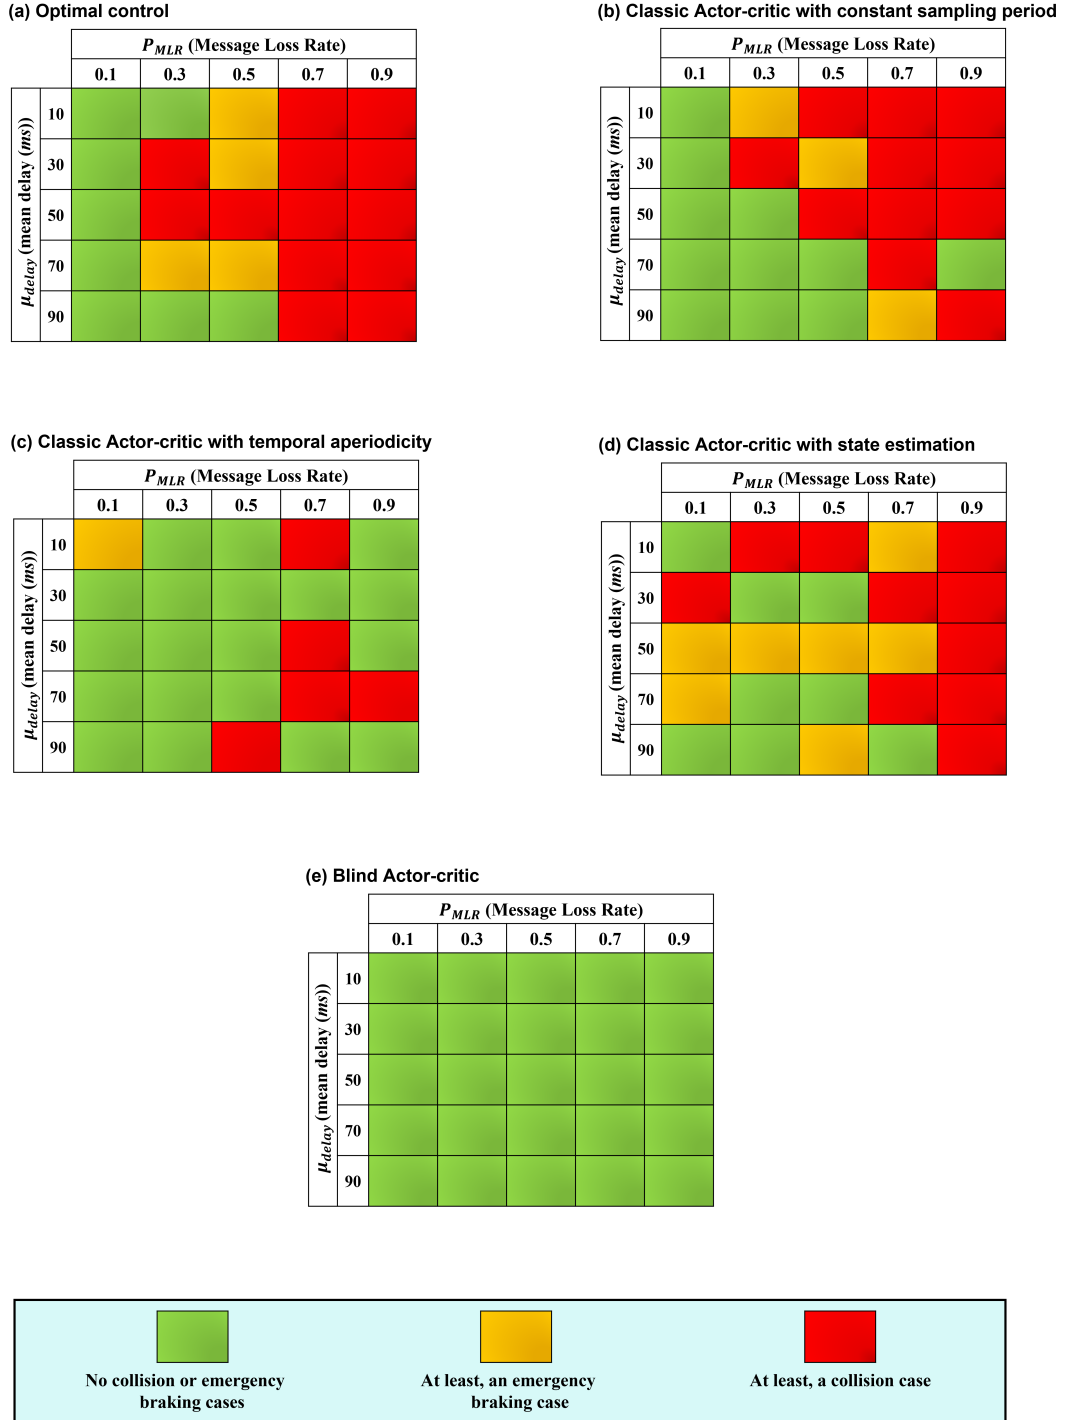 (a) Optimal control
P_MLR (Message Loss Rate)
0.1 0.3 0.5 0.7 0.9
μ_delay (mean delay (ms))
10
30
50
70
90
(b) Classic Actor-critic with constant sampling period
P_MLR (Message Loss Rate)
0.1 0.3 0.5 0.7 0.9
μ_delay (mean delay (ms))
10
30
50
70
90
(c) Classic Actor-critic with temporal aperiodicity
P_MLR (Message Loss Rate)
0.1 0.3 0.5 0.7 0.9
μ_delay (mean delay (ms))
10
30
50
70
90
(d) Classic Actor-critic with state estimation
P_MLR (Message Loss Rate)
0.1 0.3 0.5 0.7 0.9
μ_delay (mean delay (ms))
10
30
50
70
90
(e) Blind Actor-critic
P_MLR (Message Loss Rate)
0.1 0.3 0.5 0.7 0.9
μ_delay (mean delay (ms))
10
30
50
70
90
No collision or emergency
braking cases
At least, an emergency
braking case
At least, a collision case